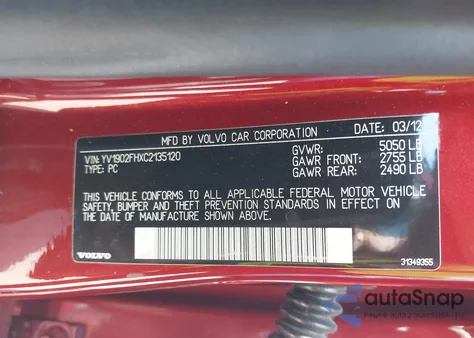 MFD BY VOLVO CAR CORPORATION DATE: 03/12
VIN: YV1902FHXC2135120 GVWR: 5050 LB
TYPE: PC GAWR FRONT: 2755 LB
GAWR REAR: 2490 LB
THIS VEHICLE CONFORMS TO ALL APPLICABLE FEDERAL MOTOR VEHICLE
SAFETY, BUMPER AND THEFT PREVENTION STANDARDS IN EFFECT ON
THE DATE OF MANUFACTURE SHOWN ABOVE.
VOLVO 31349355
autoSnap